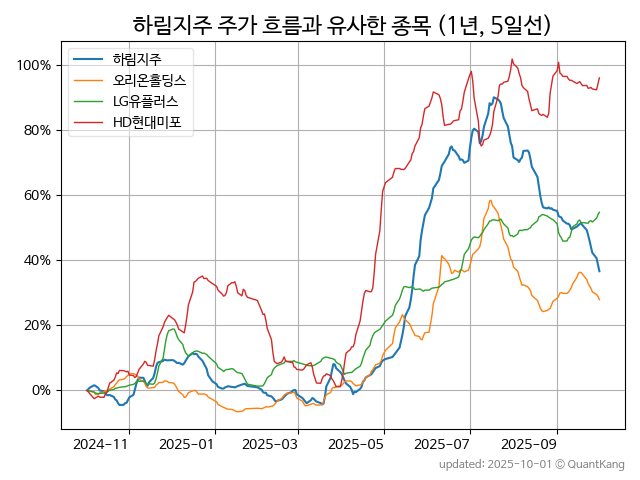 하림지주 주가 흐름과 유사한 종목 (1년, 5일선)
하림지주
오리온홀딩스
LG유플러스
HD현대미포
100%
80%
60%
40%
20%
0%
2024-11
2025-01
2025-03
2025-05
2025-07
2025-09
updated: 2025-10-01 © QuantKang